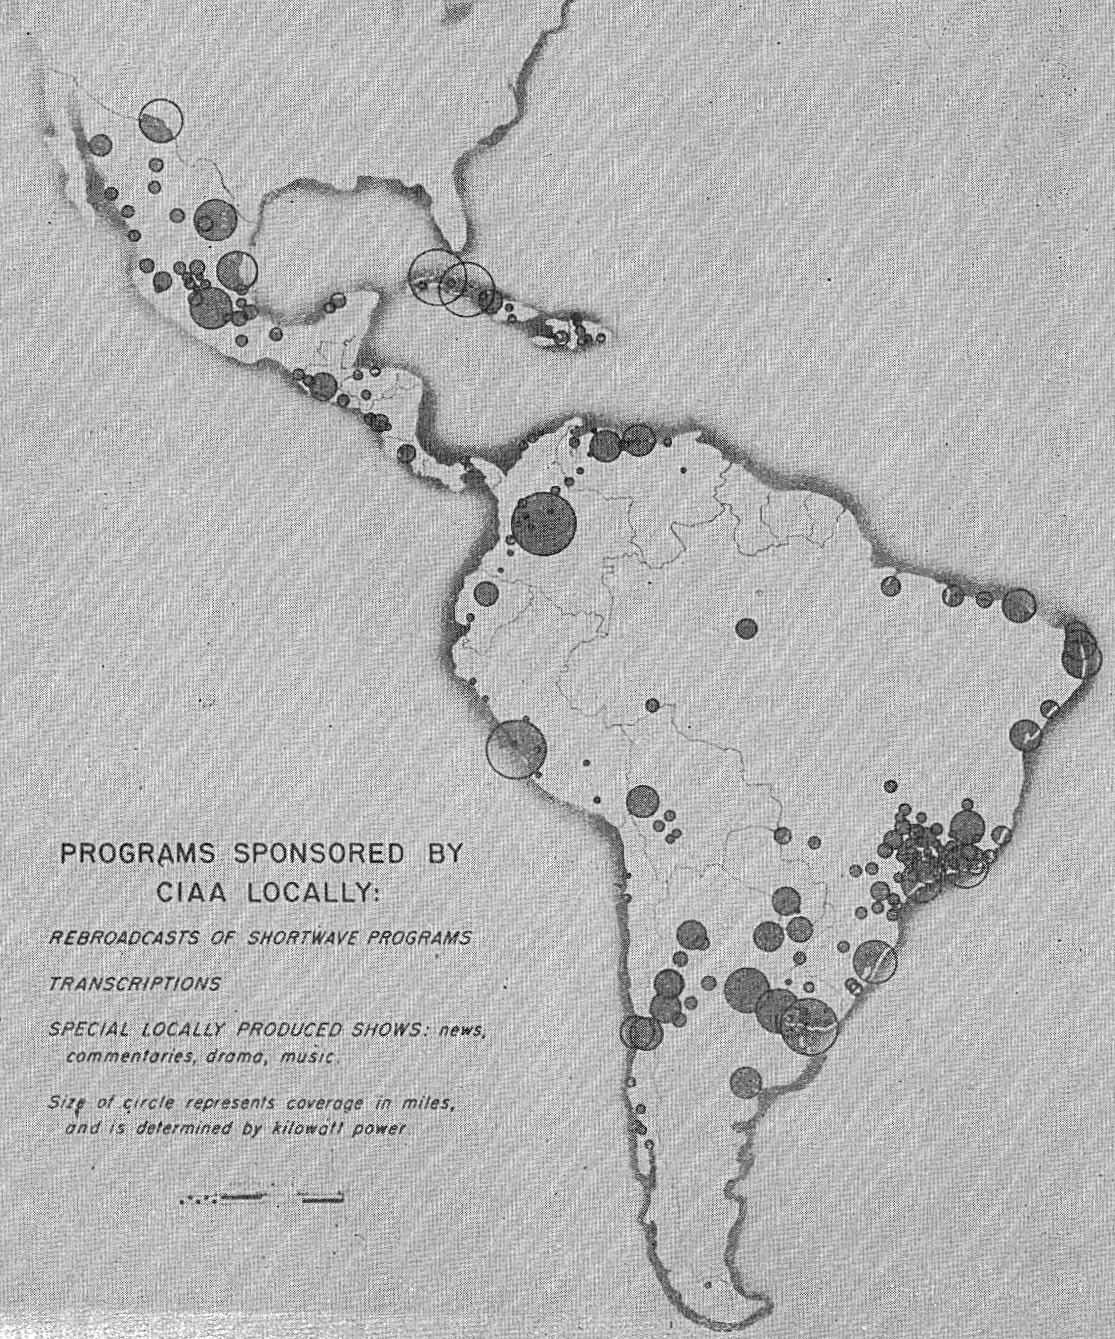 PROGRAMS SPONSORED BY
CIAA LOCALLY:
REBROADCASTS OF SHORTWAVE PROGRAMS
TRANSCRIPTIONS
SPECIAL LOCALLY PRODUCED SHOWS: news,
commentaries, drama, music.
Size of circle represents coverage in miles,
and is determined by kilowatt power.